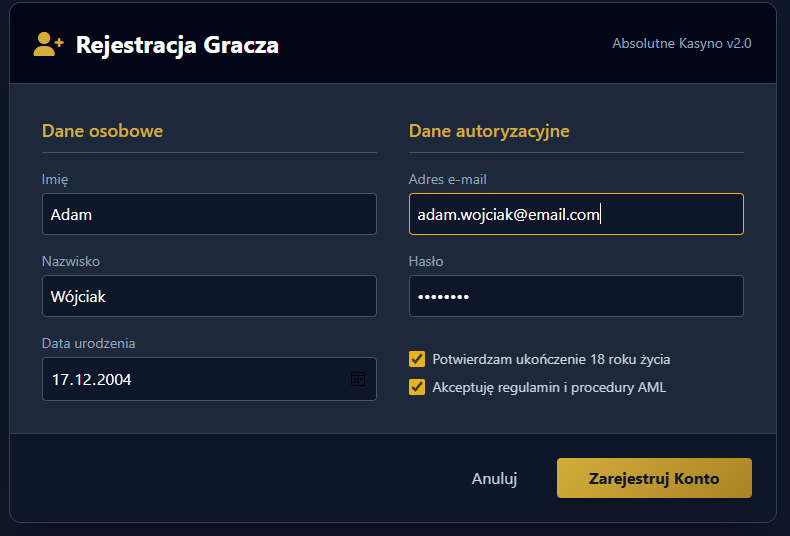 Rejestracja Gracza
Absolutne Kasyno v2.0
Dane osobowe
Imię
Adam
Nazwisko
Wójciak
Data urodzenia
17.12.2004
Dane autoryzacyjne
Adres e-mail
adam.wojciak@email.com
Hasło
••••••••
Potwierdzam ukończenie 18 roku życia
Akceptuję regulamin i procedury AML
Anuluj
Zarejestruj Konto